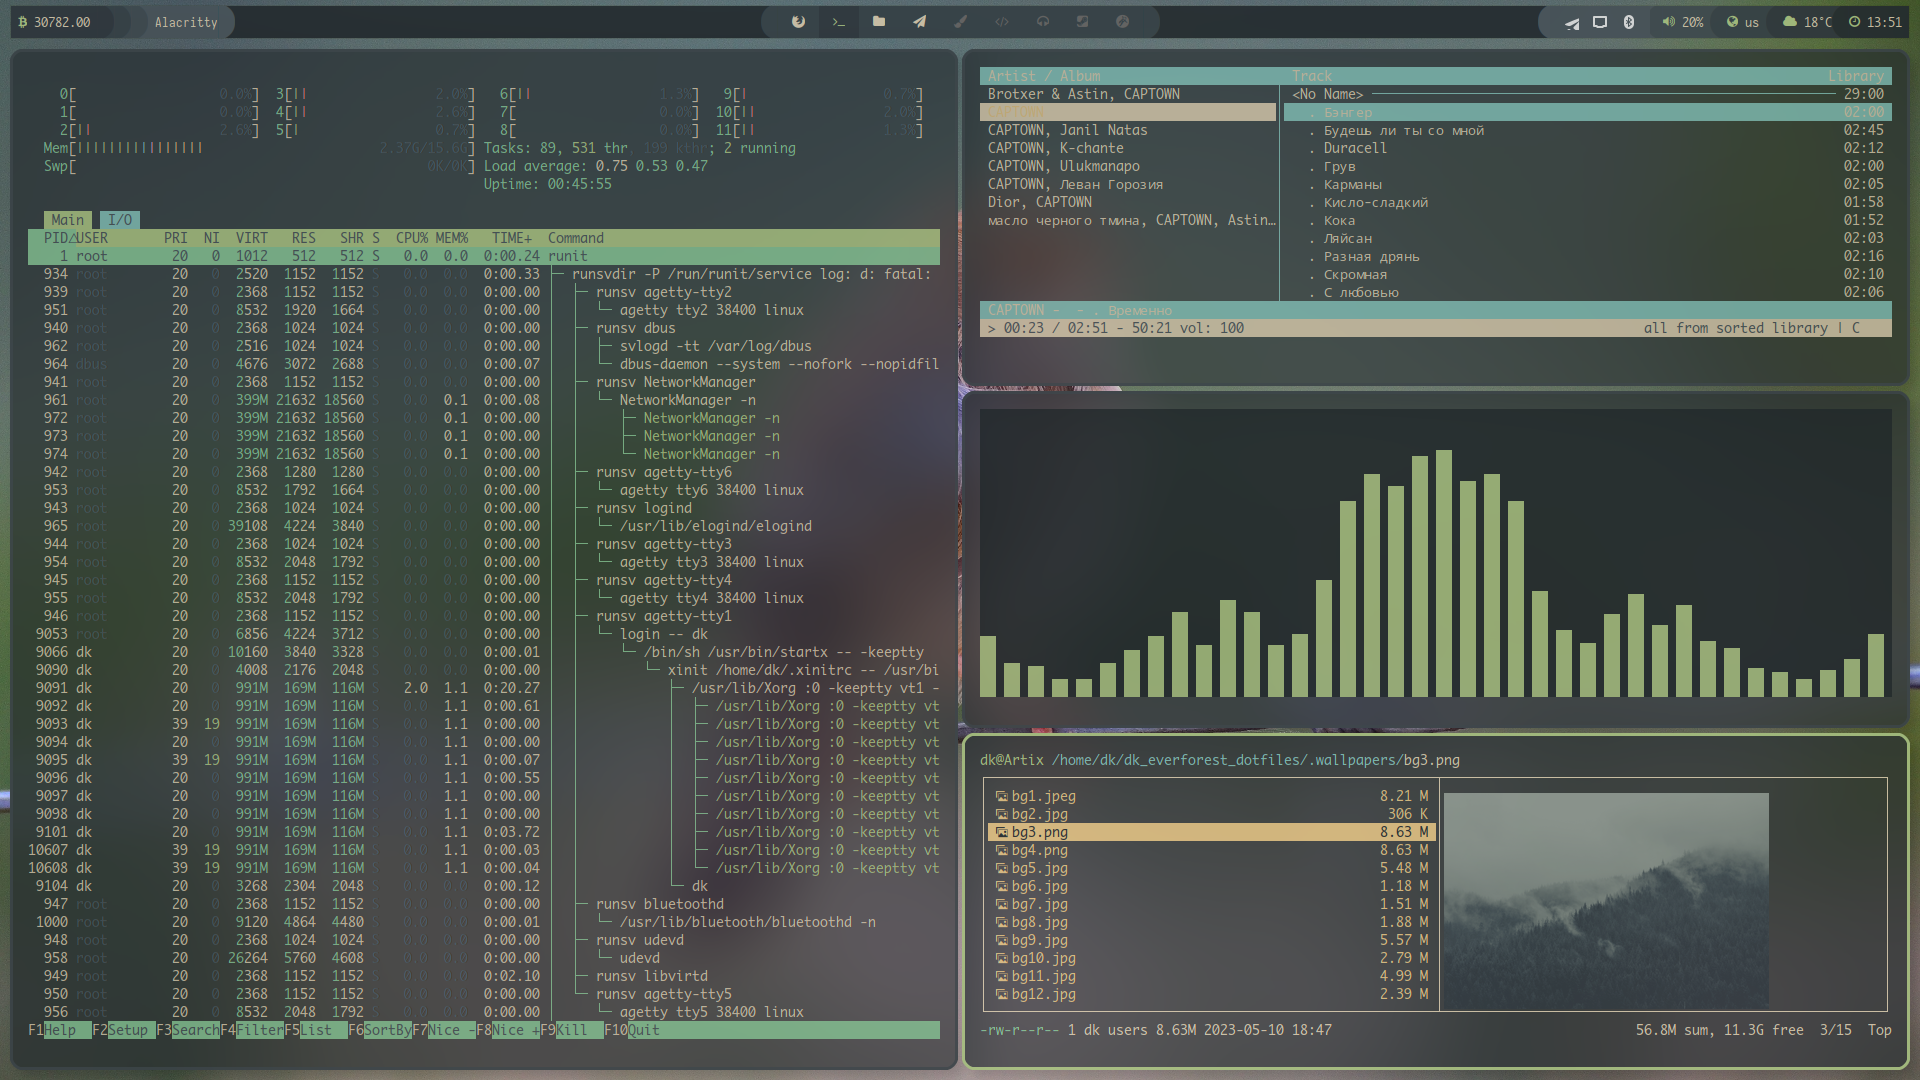 30782.00 Alacritty 20% us 18°C 13:51
0[ 0.0%] 3[|| 2.0%] 6[|| 1.3%] 9[| 0.7%]
1[ 0.0%] 4[|| 2.6%] 7[ 0.0%] 10[|| 2.0%]
2[|| 2.6%] 5[| 0.7%] 8[ 0.0%] 11[|| 1.3%]
Mem[|||||||||||||||| 2.37G/15.6G] Tasks: 89, 531 thr, 199 kthr; 2 running
Swp[ 0K/0K] Load average: 0.75 0.53 0.47
Uptime: 00:45:55
Main I/O
PID△USER PRI NI VIRT RES SHR S CPU% MEM% TIME+ Command
1 root 20 0 1012 512 512 S 0.0 0.0 0:00.24 runit
934 root 20 0 2520 1152 1152 S 0.0 0.0 0:00.33 runsvdir -P /run/runit/service log: d: fatal:
939 root 20 0 2368 1152 1152 S 0.0 0.0 0:00.00 runsv agetty-tty2
951 root 20 0 8532 1920 1664 S 0.0 0.0 0:00.00 agetty tty2 38400 linux
940 root 20 0 2368 1024 1024 S 0.0 0.0 0:00.00 runsv dbus
962 root 20 0 2516 1024 1024 S 0.0 0.0 0:00.00 svlogd -tt /var/log/dbus
964 dbus 20 0 4676 3072 2688 S 0.0 0.0 0:00.07 dbus-daemon --system --nofork --nopidfil
941 root 20 0 2368 1152 1152 S 0.0 0.0 0:00.00 runsv NetworkManager
961 root 20 0 399M 21632 18560 S 0.0 0.1 0:00.08 NetworkManager -n
972 root 20 0 399M 21632 18560 S 0.0 0.1 0:00.00 NetworkManager -n
973 root 20 0 399M 21632 18560 S 0.0 0.1 0:00.00 NetworkManager -n
974 root 20 0 399M 21632 18560 S 0.0 0.1 0:00.00 NetworkManager -n
942 root 20 0 2368 1280 1280 S 0.0 0.0 0:00.00 runsv agetty-tty6
953 root 20 0 8532 1792 1664 S 0.0 0.0 0:00.00 agetty tty6 38400 linux
943 root 20 0 2368 1024 1024 S 0.0 0.0 0:00.00 runsv logind
965 root 20 0 39108 4224 3840 S 0.0 0.0 0:00.00 /usr/lib/elogind/elogind
944 root 20 0 2368 1024 1024 S 0.0 0.0 0:00.00 runsv agetty-tty3
954 root 20 0 8532 2048 1792 S 0.0 0.0 0:00.00 agetty tty3 38400 linux
945 root 20 0 2368 1152 1152 S 0.0 0.0 0:00.00 runsv agetty-tty4
955 root 20 0 8532 2048 1792 S 0.0 0.0 0:00.00 agetty tty4 38400 linux
946 root 20 0 2368 1152 1152 S 0.0 0.0 0:00.00 runsv agetty-tty1
9053 root 20 0 6856 4224 3712 S 0.0 0.0 0:00.00 login -- dk
9066 dk 20 0 10160 3840 3328 S 0.0 0.0 0:00.01 /bin/sh /usr/bin/startx -- -keeptty
9090 dk 20 0 4008 2176 2048 S 0.0 0.0 0:00.00 xinit /home/dk/.xinitrc -- /usr/bi
9091 dk 20 0 991M 169M 116M S 2.0 1.1 0:20.27 /usr/lib/Xorg :0 -keeptty vt1 -
9092 dk 20 0 991M 169M 116M S 0.0 1.1 0:00.61 /usr/lib/Xorg :0 -keeptty vt
9093 dk 39 19 991M 169M 116M S 0.0 1.1 0:00.00 /usr/lib/Xorg :0 -keeptty vt
9094 dk 20 0 991M 169M 116M S 0.0 1.1 0:00.00 /usr/lib/Xorg :0 -keeptty vt
9095 dk 39 19 991M 169M 116M S 0.0 1.1 0:00.07 /usr/lib/Xorg :0 -keeptty vt
9096 dk 20 0 991M 169M 116M S 0.0 1.1 0:00.55 /usr/lib/Xorg :0 -keeptty vt
9097 dk 20 0 991M 169M 116M S 0.0 1.1 0:00.00 /usr/lib/Xorg :0 -keeptty vt
9098 dk 20 0 991M 169M 116M S 0.0 1.1 0:00.00 /usr/lib/Xorg :0 -keeptty vt
9101 dk 20 0 991M 169M 116M S 0.0 1.1 0:03.72 /usr/lib/Xorg :0 -keeptty vt
10607 dk 39 19 991M 169M 116M S 0.0 1.1 0:00.03 /usr/lib/Xorg :0 -keeptty vt
10608 dk 39 19 991M 169M 116M S 0.0 1.1 0:00.04 /usr/lib/Xorg :0 -keeptty vt
9104 dk 20 0 3268 2304 2048 S 0.0 0.0 0:00.12 dk
947 root 20 0 2368 1152 1152 S 0.0 0.0 0:00.00 runsv bluetoothd
1000 root 20 0 9120 4864 4480 S 0.0 0.0 0:00.01 /usr/lib/bluetooth/bluetoothd -n
948 root 20 0 2368 1024 1024 S 0.0 0.0 0:00.00 runsv udevd
958 root 20 0 26264 5760 4608 S 0.0 0.0 0:00.00 udevd
949 root 20 0 2368 1152 1152 S 0.0 0.0 0:02.10 runsv libvirtd
950 root 20 0 2368 1152 1152 S 0.0 0.0 0:00.00 runsv agetty-tty5
956 root 20 0 8532 2048 1792 S 0.0 0.0 0:00.00 agetty tty5 38400 linux
F1Help F2Setup F3SearchF4FilterF5List F6SortByF7Nice -F8Nice +F9Kill F10Quit
Artist / Album Track Library
Brotxer & Astin, CAPTOWN <No Name> 29:00
CAPTOWN . Бэнгер 02:00
CAPTOWN, Janil Natas . Будешь ли ты со мной 02:45
CAPTOWN, K-chante . Duracell 02:12
CAPTOWN, Ulukmanapo . Грув 02:00
CAPTOWN, Леван Горозия . Карманы 02:05
Dior, CAPTOWN . Кисло-сладкий 01:58
масло черного тмина, CAPTOWN, Astin… . Кока 01:52
. Ляйсан 02:03
. Разная дрянь 02:16
. Скромная 02:10
. С любовью 02:06
CAPTOWN - - . Временно
> 00:23 / 02:51 - 50:21 vol: 100 all from sorted library | C
dk@Artix /home/dk/dk_everforest_dotfiles/.wallpapers/bg3.png
bg1.jpeg 8.21 M
bg2.jpg 306 K
bg3.png 8.63 M
bg4.png 8.63 M
bg5.jpg 5.48 M
bg6.jpg 1.18 M
bg7.jpg 1.51 M
bg8.jpg 1.88 M
bg9.jpg 5.57 M
bg10.jpg 2.79 M
bg11.jpg 4.99 M
bg12.jpg 2.39 M
-rw-r--r-- 1 dk users 8.63M 2023-05-10 18:47 56.8M sum, 11.3G free 3/15 Top